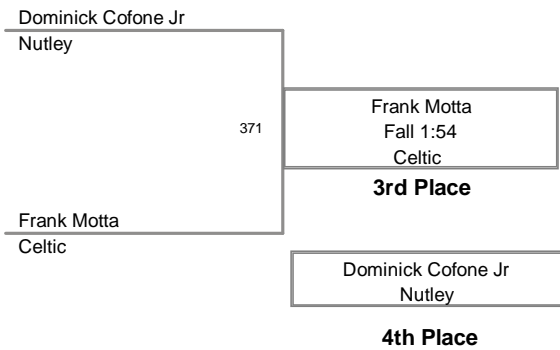 Dominick Cofone Jr
Nutley
371
Frank Motta
Fall 1:54
Celtic
3rd Place
Frank Motta
Celtic
Dominick Cofone Jr
Nutley
4th Place